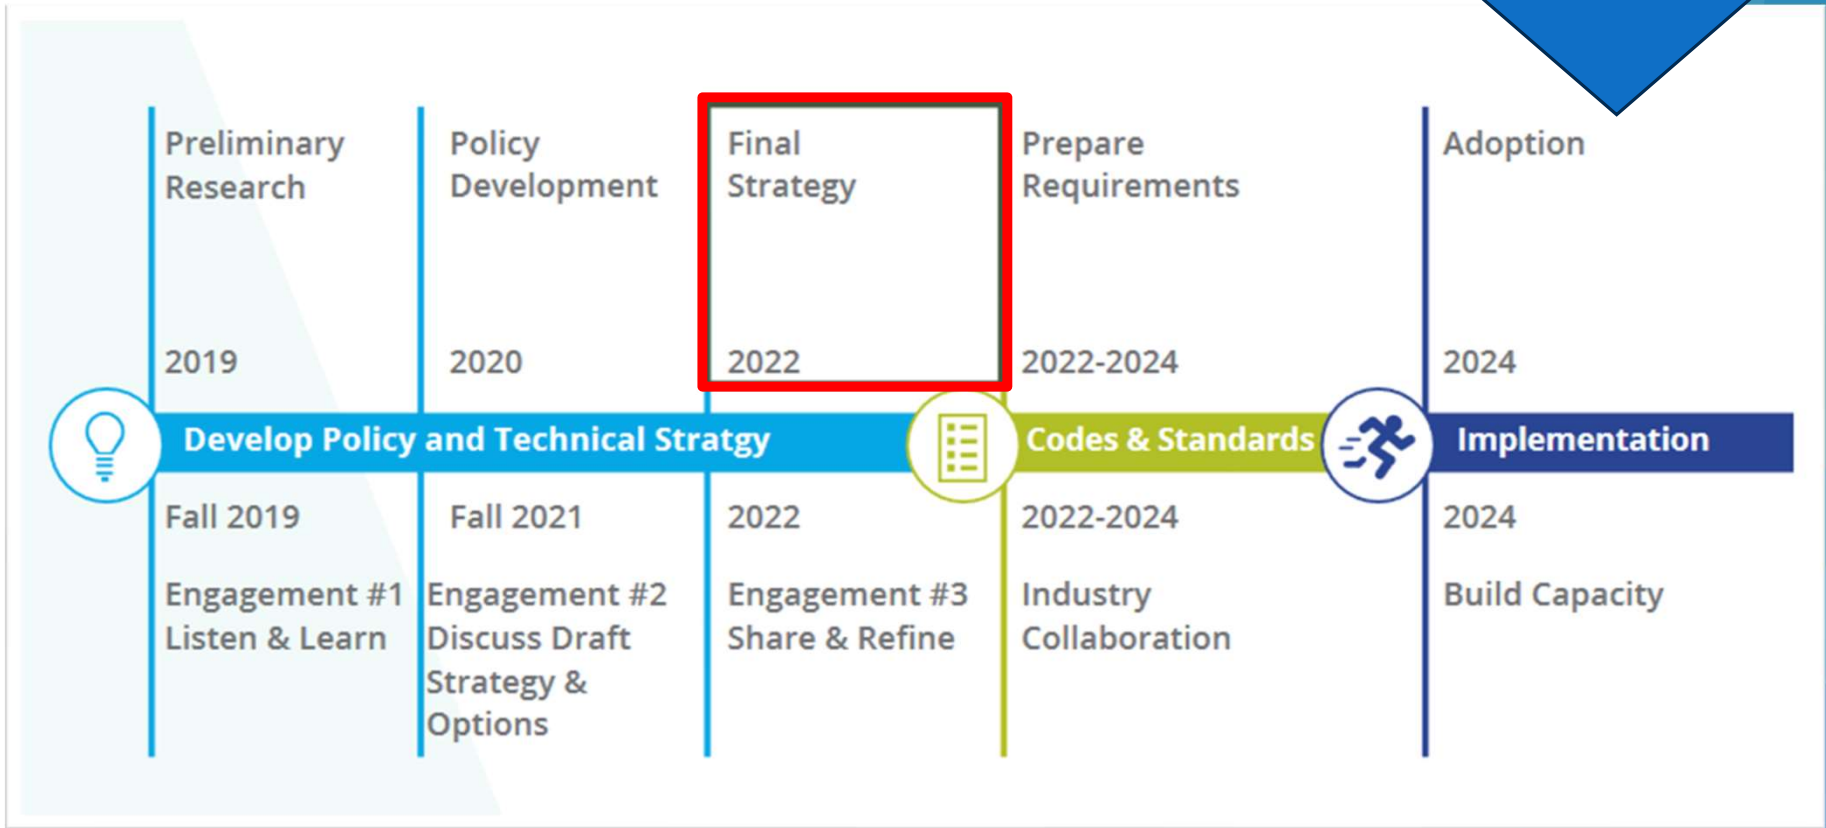 Preliminary
Research
Policy
Development
Final
Strategy
Prepare
Requirements
Adoption
2019
2020
2022
2022-2024
2024
Develop Policy and Technical Stratgy
Codes & Standards
Implementation
Fall 2019
Fall 2021
2022
2022-2024
2024
Engagement #1
Listen & Learn
Engagement #2
Discuss Draft
Strategy &
Options
Engagement #3
Share & Refine
Industry
Collaboration
Build Capacity